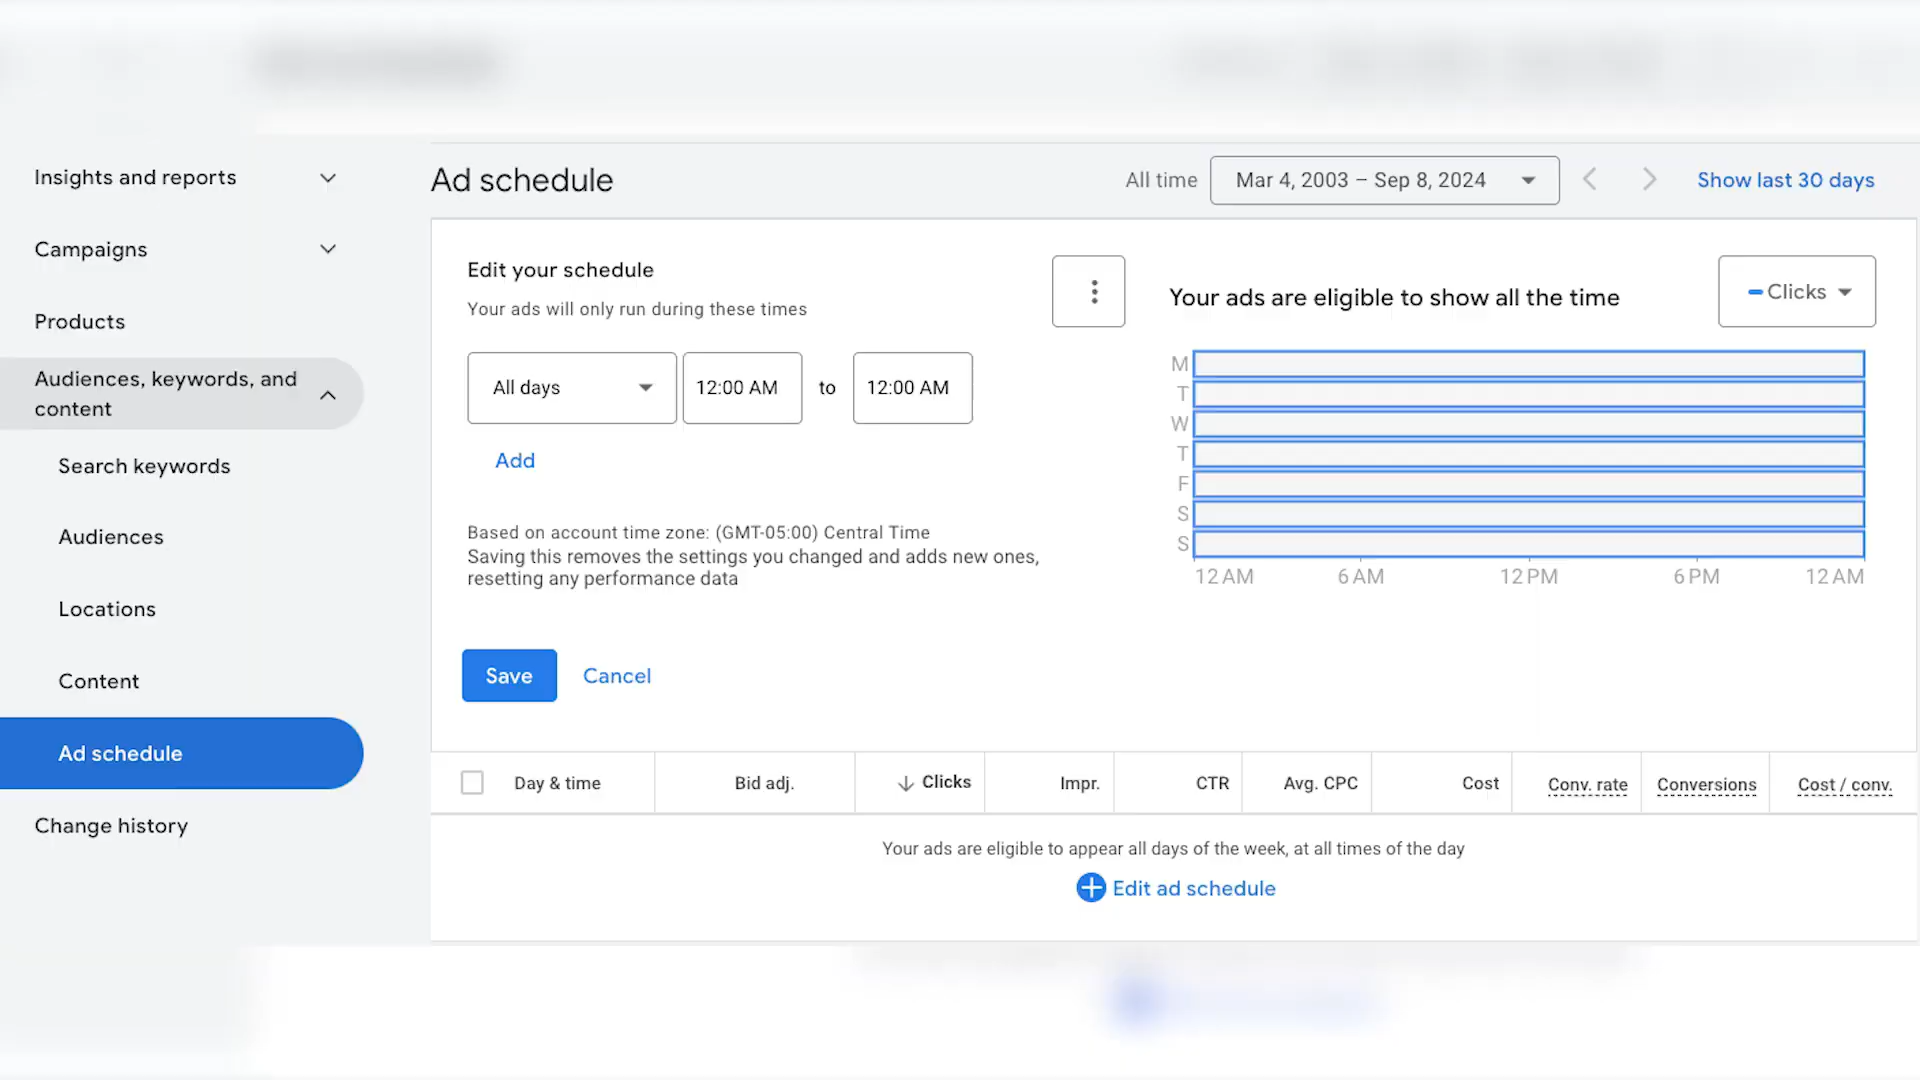 Insights and reports
Campaigns
Products
Audiences, keywords, and
content
Search keywords
Audiences
Locations
Content
Ad schedule
Change history
Ad schedule
All time
Mar 4, 2003 – Sep 8, 2024
Show last 30 days
Edit your schedule
Your ads will only run during these times
All days
12:00 AM
to
12:00 AM
Add
Based on account time zone: (GMT-05:00) Central Time
Saving this removes the settings you changed and adds new ones,
resetting any performance data
Save
Cancel
Your ads are eligible to show all the time
Clicks
M
T
W
T
F
S
S
12 AM 6 AM 12 PM 6 PM 12 AM
Day & time Bid adj. Clicks Impr. CTR Avg. CPC Cost Conv. rate Conversions Cost / conv.
Your ads are eligible to appear all days of the week, at all times of the day
Edit ad schedule